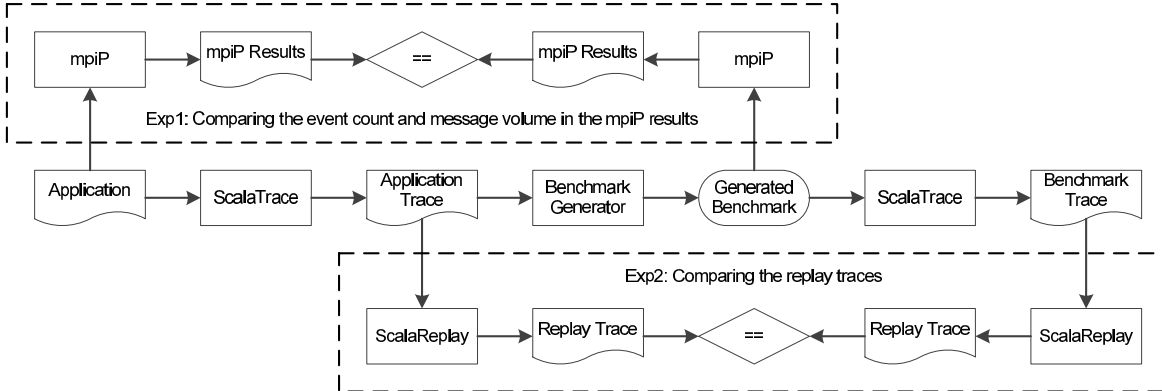 mpiP
mpiP Results
==
mpiP Results
mpiP
Exp1: Comparing the event count and message volume in the mpiP results
Application
ScalaTrace
Application
Trace
Benchmark
Generator
Generated
Benchmark
ScalaTrace
Benchmark
Trace
Exp2: Comparing the replay traces
ScalaReplay
Replay Trace
==
Replay Trace
ScalaReplay